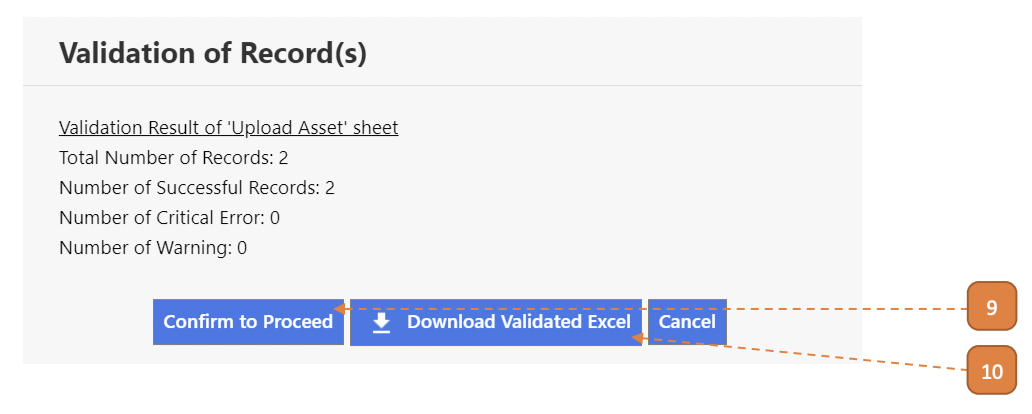 Validation of Record(s)
Validation Result of 'Upload Asset' sheet
Total Number of Records: 2
Number of Successful Records: 2
Number of Critical Error: 0
Number of Warning: 0
Confirm to Proceed Download Validated Excel Cancel
9
10